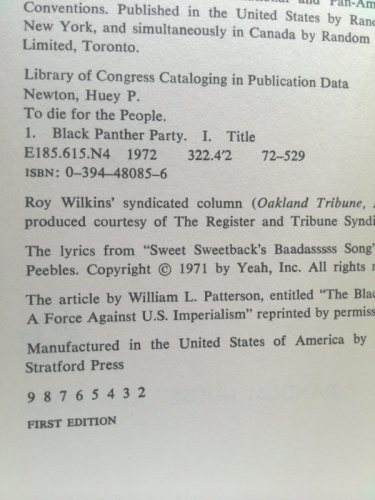 and Pan-Am
Conventions. Published in the United States by Ran
New York, and simultaneously in Canada by Random
Limited, Toronto.
Library of Congress Cataloging in Publication Data
Newton, Huey P.
To die for the People.
1. Black Panther Party. I. Title
E185.615.N4 1972 322.4'2 72–529
ISBN: 0–394–48085–6
Roy Wilkins' syndicated column (Oakland Tribune,
produced courtesy of The Register and Tribune Syndi
The lyrics from “Sweet Sweetback's Baadasssss Song”
Peebles. Copyright © 1971 by Yeah, Inc. All rights
The article by William L. Patterson, entitled “The Blac
A Force Against U.S. Imperialism” reprinted by permiss
Manufactured in the United States of America by
Stratford Press
9 8 7 6 5 4 3 2
FIRST EDITION